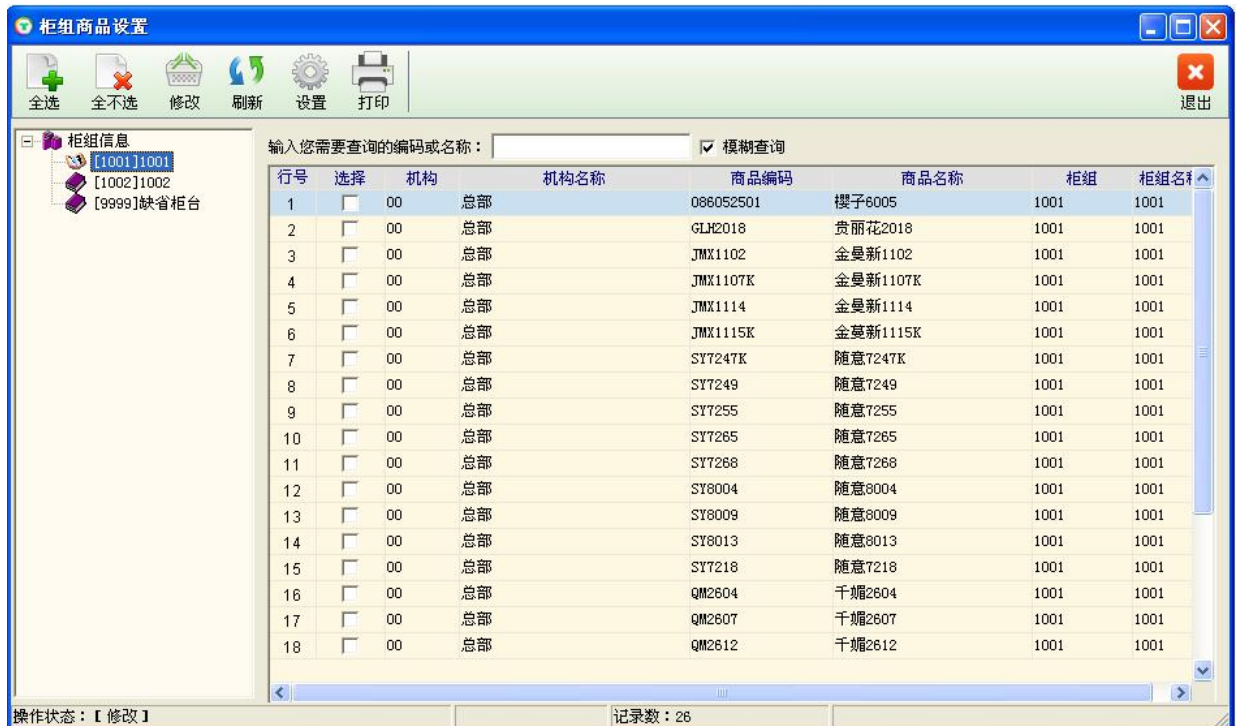 柜组商品设置
全选 全不选 修改 刷新 设置 打印 退出
柜组信息
[1001]1001
[1002]1002
[9999]缺省柜台
输入您需要查询的编码或名称： 模糊查询
行号 选择 机构 机构名称 商品编码 商品名称 柜组 柜组名称
1 00 总部 086052501 樱子6005 1001 1001
2 00 总部 GLH2018 贵丽花2018 1001 1001
3 00 总部 JMX1102 金曼新1102 1001 1001
4 00 总部 JMX1107K 金曼新1107K 1001 1001
5 00 总部 JMX1114 金曼新1114 1001 1001
6 00 总部 JMX1115K 金莫新1115K 1001 1001
7 00 总部 SY7247K 随意7247K 1001 1001
8 00 总部 SY7249 随意7249 1001 1001
9 00 总部 SY7255 随意7255 1001 1001
10 00 总部 SY7265 随意7265 1001 1001
11 00 总部 SY7268 随意7268 1001 1001
12 00 总部 SY8004 随意8004 1001 1001
13 00 总部 SY8009 随意8009 1001 1001
14 00 总部 SY8013 随意8013 1001 1001
15 00 总部 SY7218 随意7218 1001 1001
16 00 总部 QM2604 千媚2604 1001 1001
17 00 总部 QM2607 千媚2607 1001 1001
18 00 总部 QM2612 千媚2612 1001 1001
操作状态：【修改】 记录数：26